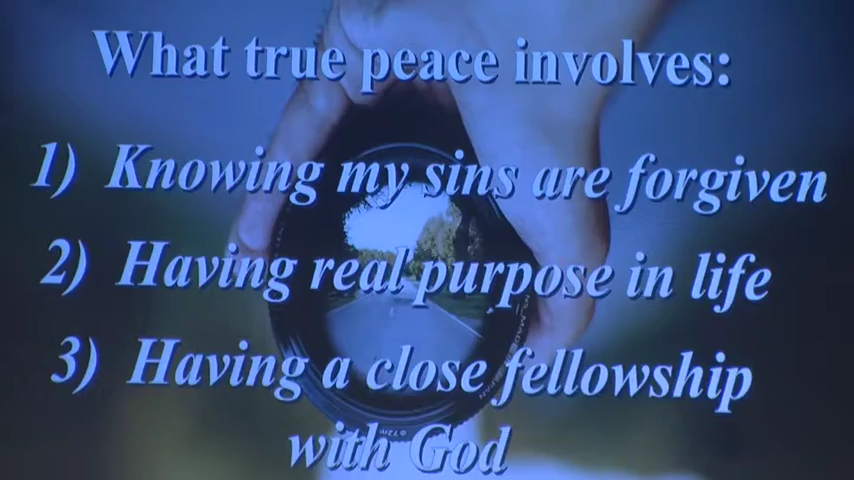 What true peace involves:
1) Knowing my sins are forgiven
2) Having real purpose in life
3) Having a close fellowship
with God